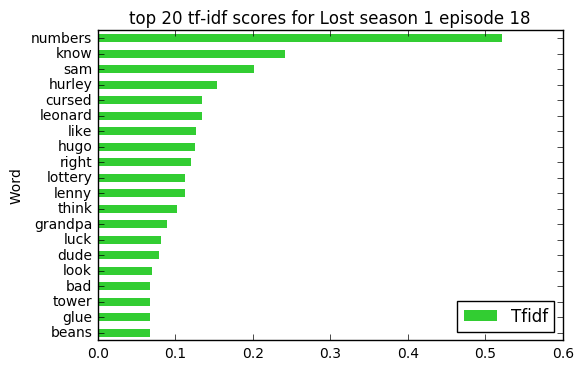 top 20 tf-idf scores for Lost season 1 episode 18
numbers
know
sam
hurley
cursed
leonard
like
hugo
right
lottery
lenny
think
grandpa
luck
dude
look
bad
tower
glue
beans
Word
Tfidf
0.0 0.1 0.2 0.3 0.4 0.5 0.6